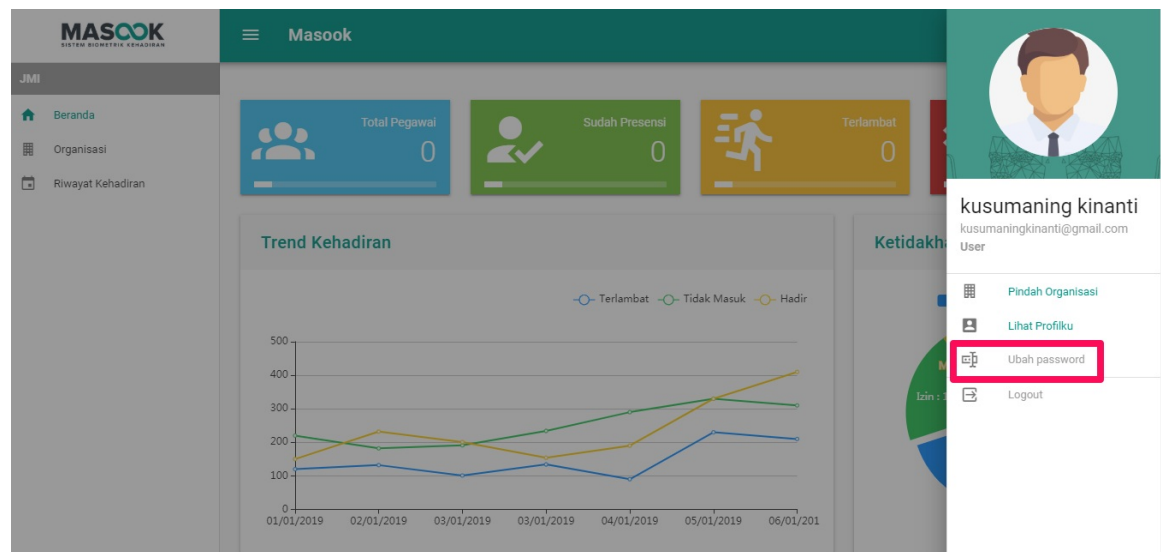 MASOOK
SISTEM BIOMETRIK KEHADIRAN
Masook
JMI
Beranda
Organisasi
Riwayat Kehadiran
Total Pegawai
0
Sudah Presensi
0
Terlambat
0
Trend Kehadiran
Terlambat Tidak Masuk Hadir
500
400
300
200
100
0
01/01/2019 02/01/2019 03/01/2019 03/01/2019 04/01/2019 05/01/2019 06/01/201
Ketidakha
Izin : 1
kusumaning kinanti
kusumaningkinanti@gmail.com
User
Pindah Organisasi
Lihat Profilku
Ubah password
Logout